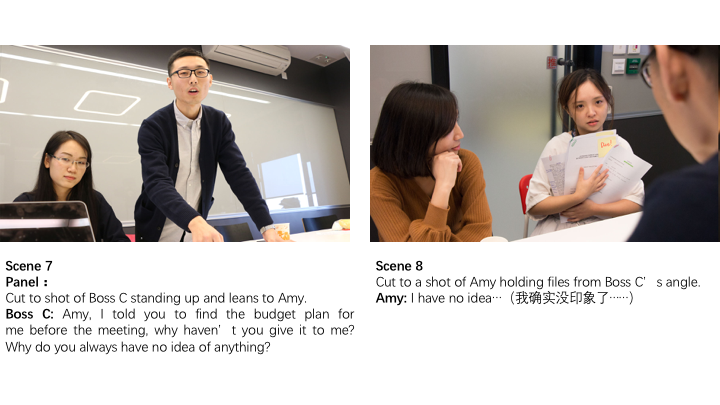 Scene 7
Panel：
Cut to shot of Boss C standing up and leans to Amy.
Boss C: Amy, I told you to find the budget plan for
me before the meeting, why haven’t you give it to me?
Why do you always have no idea of anything?
Scene 8
Cut to a shot of Amy holding files from Boss C’s angle.
Amy: I have no idea…（我确实没印象了……）